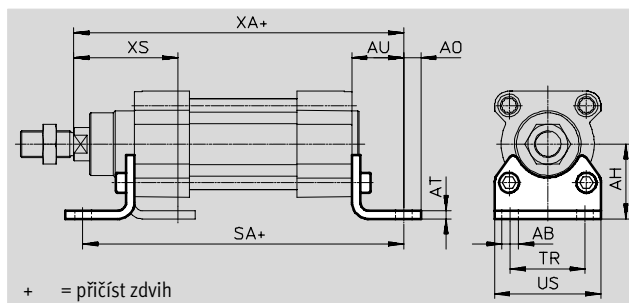 XA+
XS
AU
AO
AT
AH
SA+
AB
TR
US
+ = přičíst zdvih